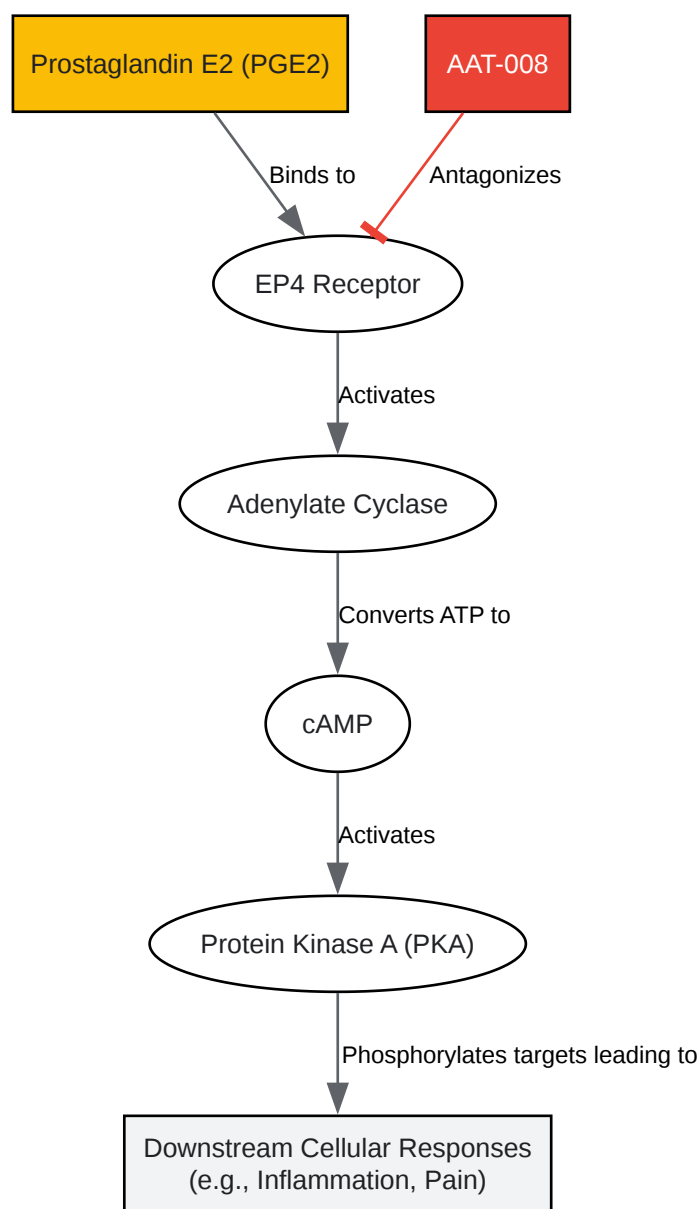 Prostaglandin E2 (PGE2)
AAT-008
Binds to
Antagonizes
EP4 Receptor
Activates
Adenylate Cyclase
Converts ATP to
cAMP
Activates
Protein Kinase A (PKA)
Phosphorylates targets leading to
Downstream Cellular Responses
(e.g., Inflammation, Pain)